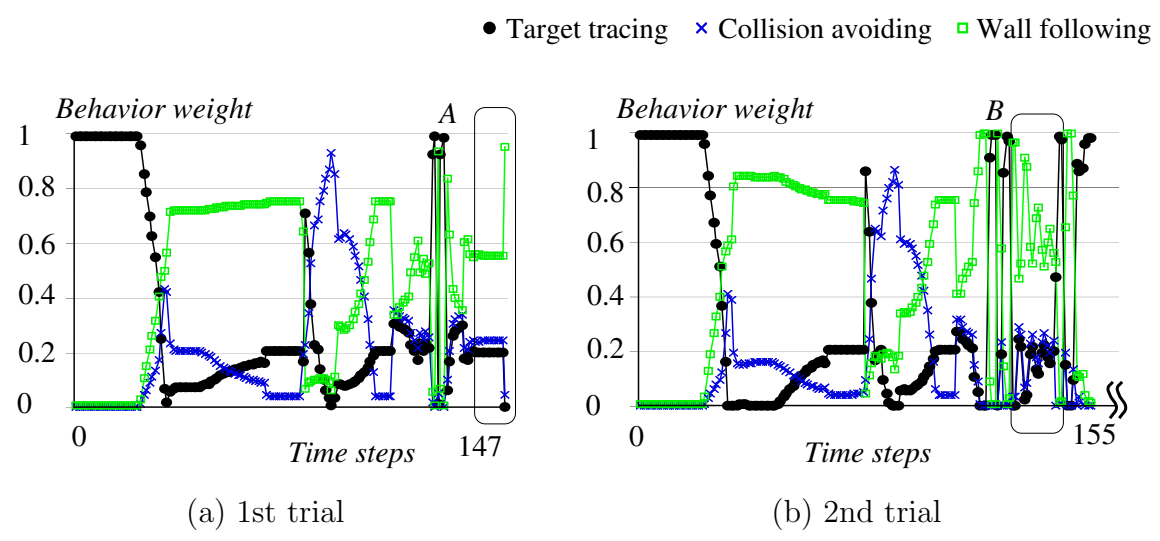 Target tracing Collision avoiding Wall following
Behavior weight A
1
0.8
0.6
0.4
0.2
0
0 147
Time steps
(a) 1st trial
Behavior weight B
1
0.8
0.6
0.4
0.2
0
0 155
Time steps
(b) 2nd trial